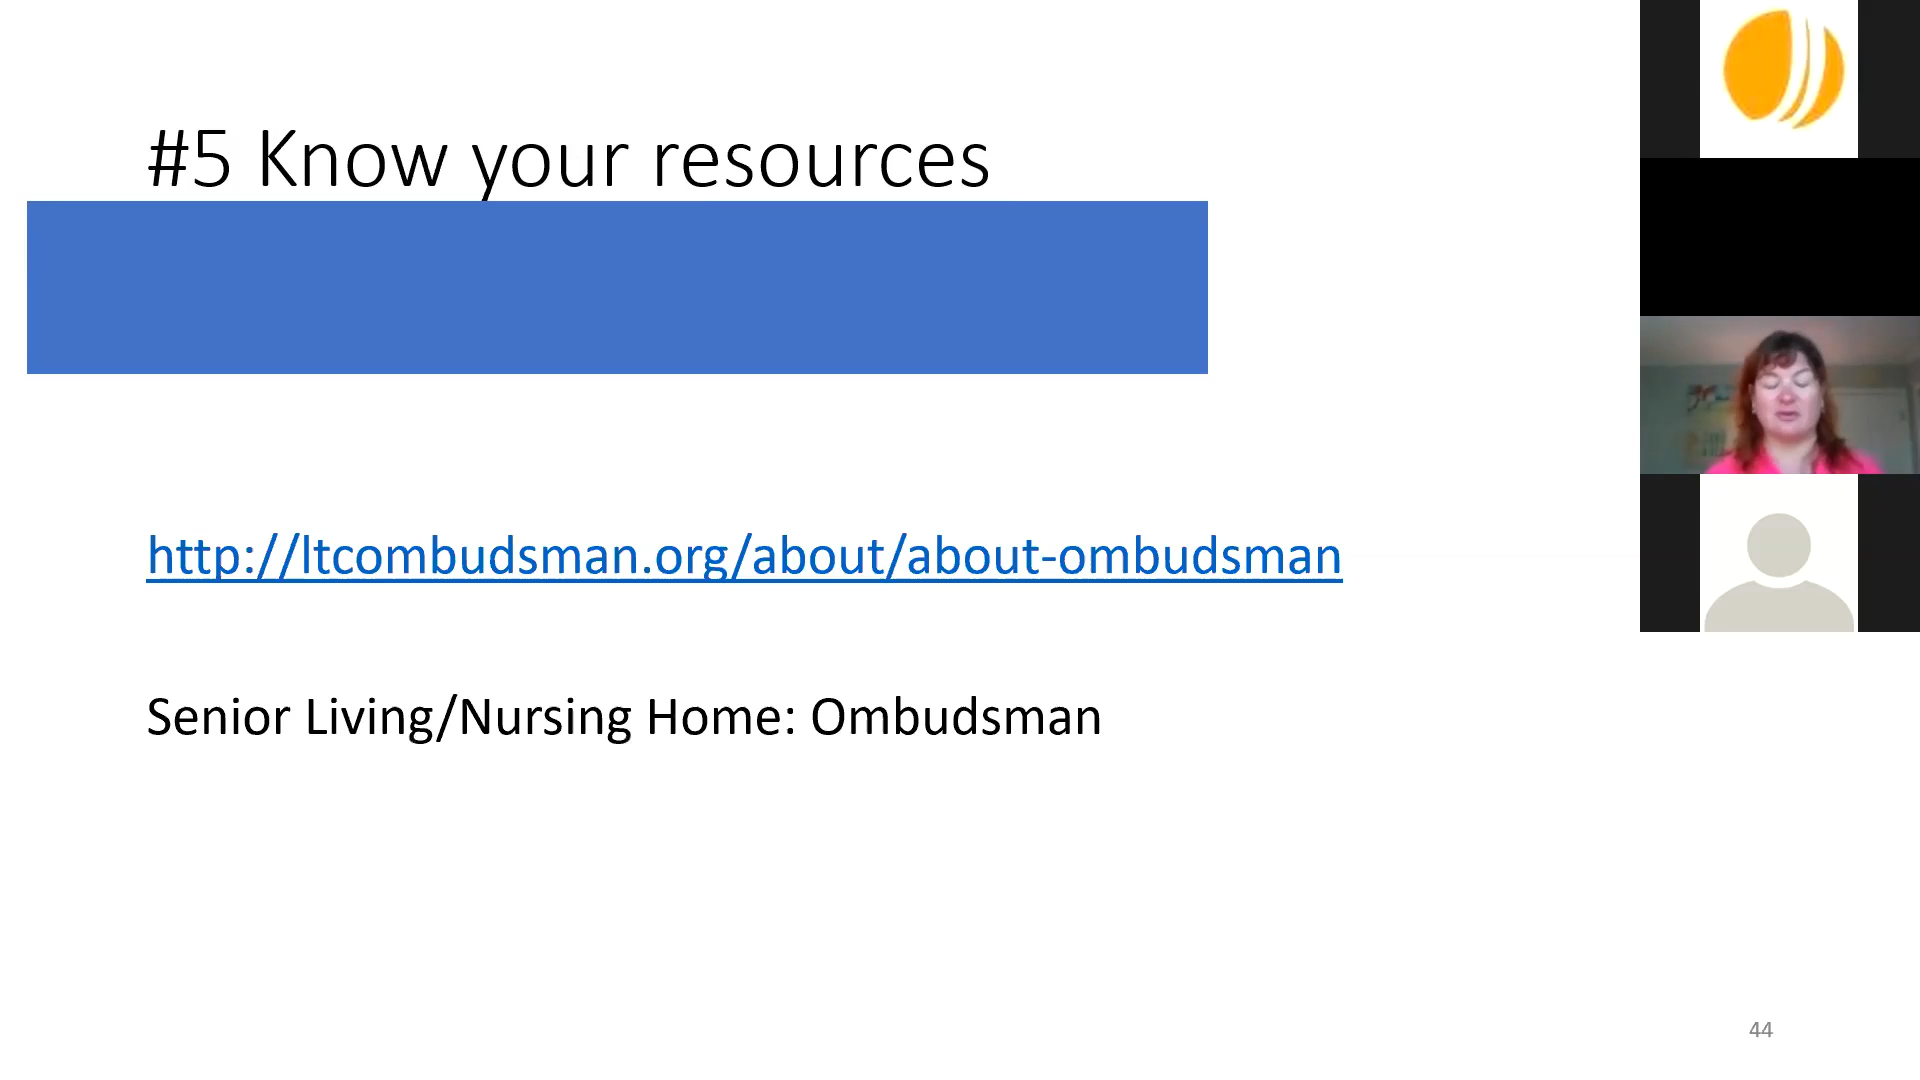 #5 Know your resources
http://ltcombudsman.org/about/about-ombudsman
Senior Living/Nursing Home: Ombudsman
44